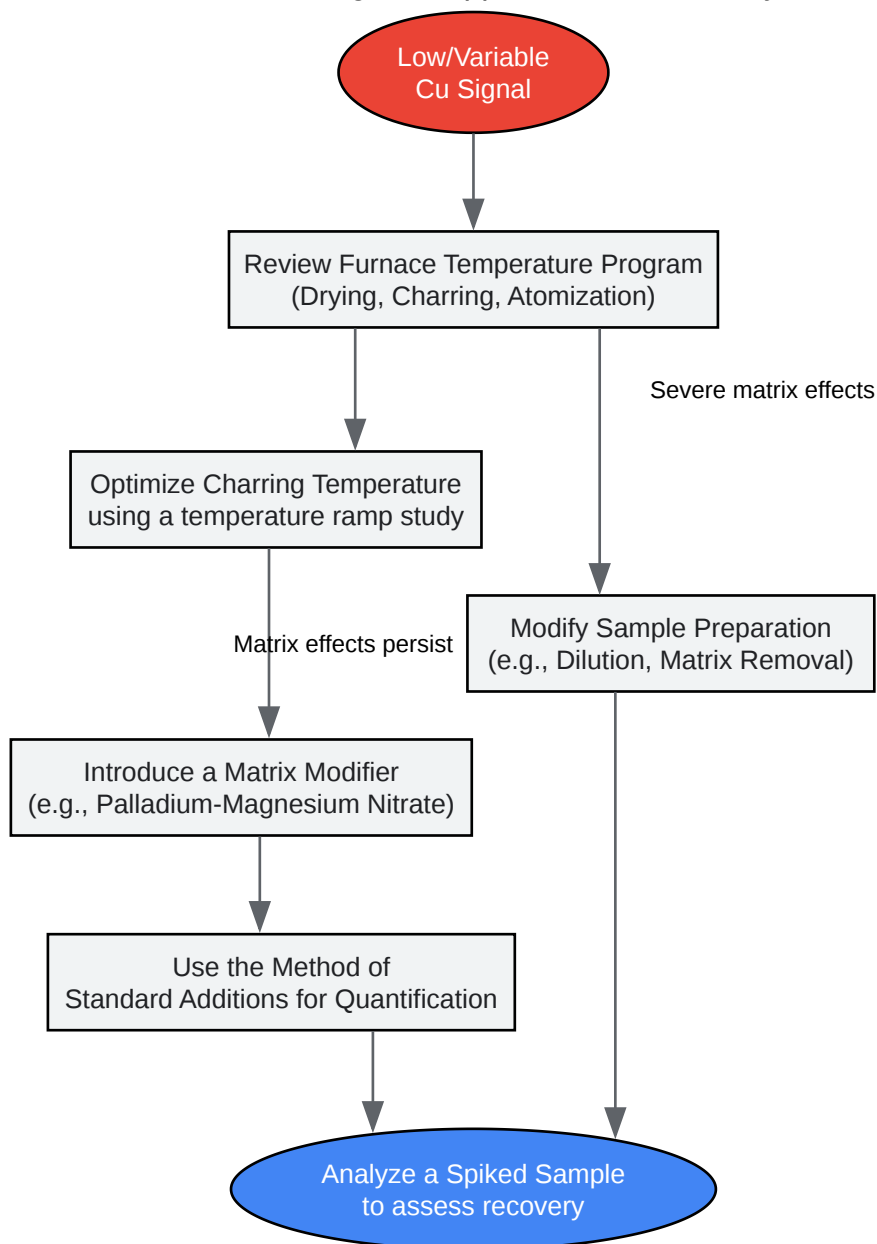 Low/Variable
Cu Signal
Review Furnace Temperature Program
(Drying, Charring, Atomization)
Severe matrix effects
Optimize Charring Temperature
using a temperature ramp study
Matrix effects persist
Modify Sample Preparation
(e.g., Dilution, Matrix Removal)
Introduce a Matrix Modifier
(e.g., Palladium-Magnesium Nitrate)
Use the Method of
Standard Additions for Quantification
Analyze a Spiked Sample
to assess recovery